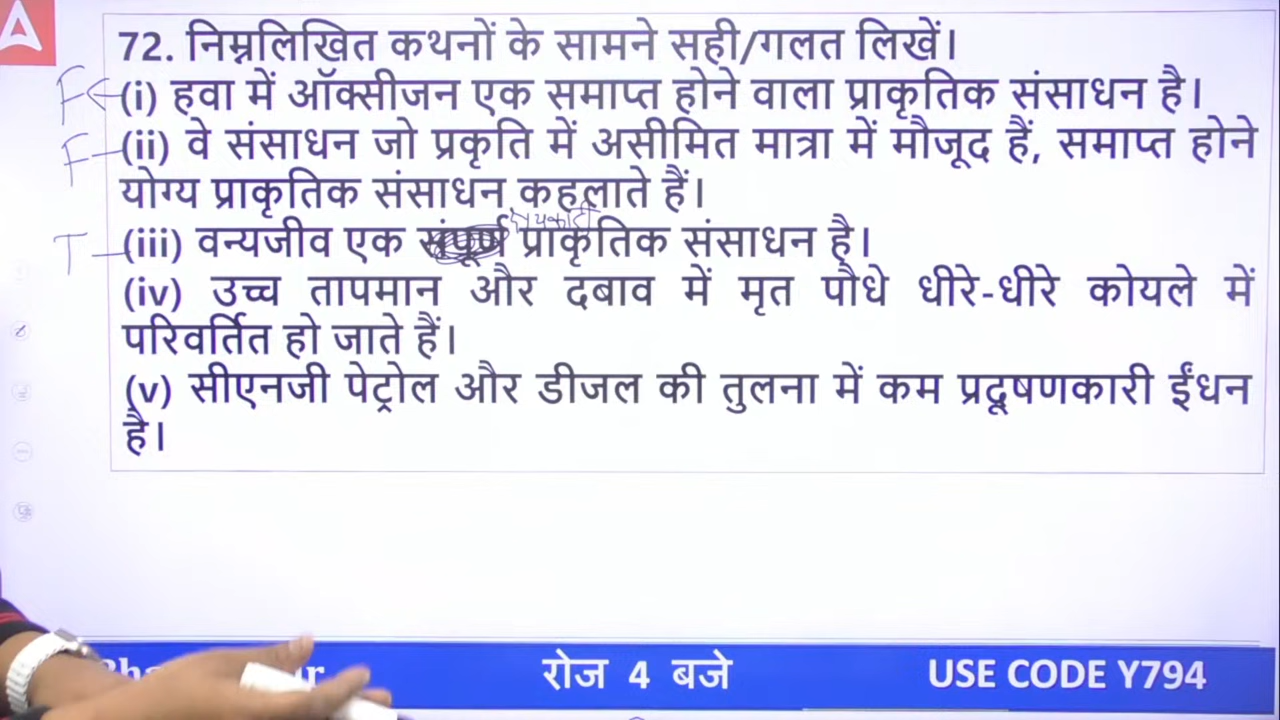 72. निम्नलिखित कथनों के सामने सही/गलत लिखें।
F (i) हवा में ऑक्सीजन एक समाप्त होने वाला प्राकृतिक संसाधन है।
F (ii) वे संसाधन जो प्रकृति में असीमित मात्रा में मौजूद हैं, समाप्त होने
योग्य प्राकृतिक संसाधन कहलाते हैं।
T (iii) वन्यजीव एक संपूर्ण प्राकृतिक संसाधन है।
(iv) उच्च तापमान और दबाव में मृत पौधे धीरे-धीरे कोयले में
परिवर्तित हो जाते हैं।
(v) सीएनजी पेट्रोल और डीजल की तुलना में कम प्रदूषणकारी ईंधन
है।
रोज 4 बजे USE CODE Y794